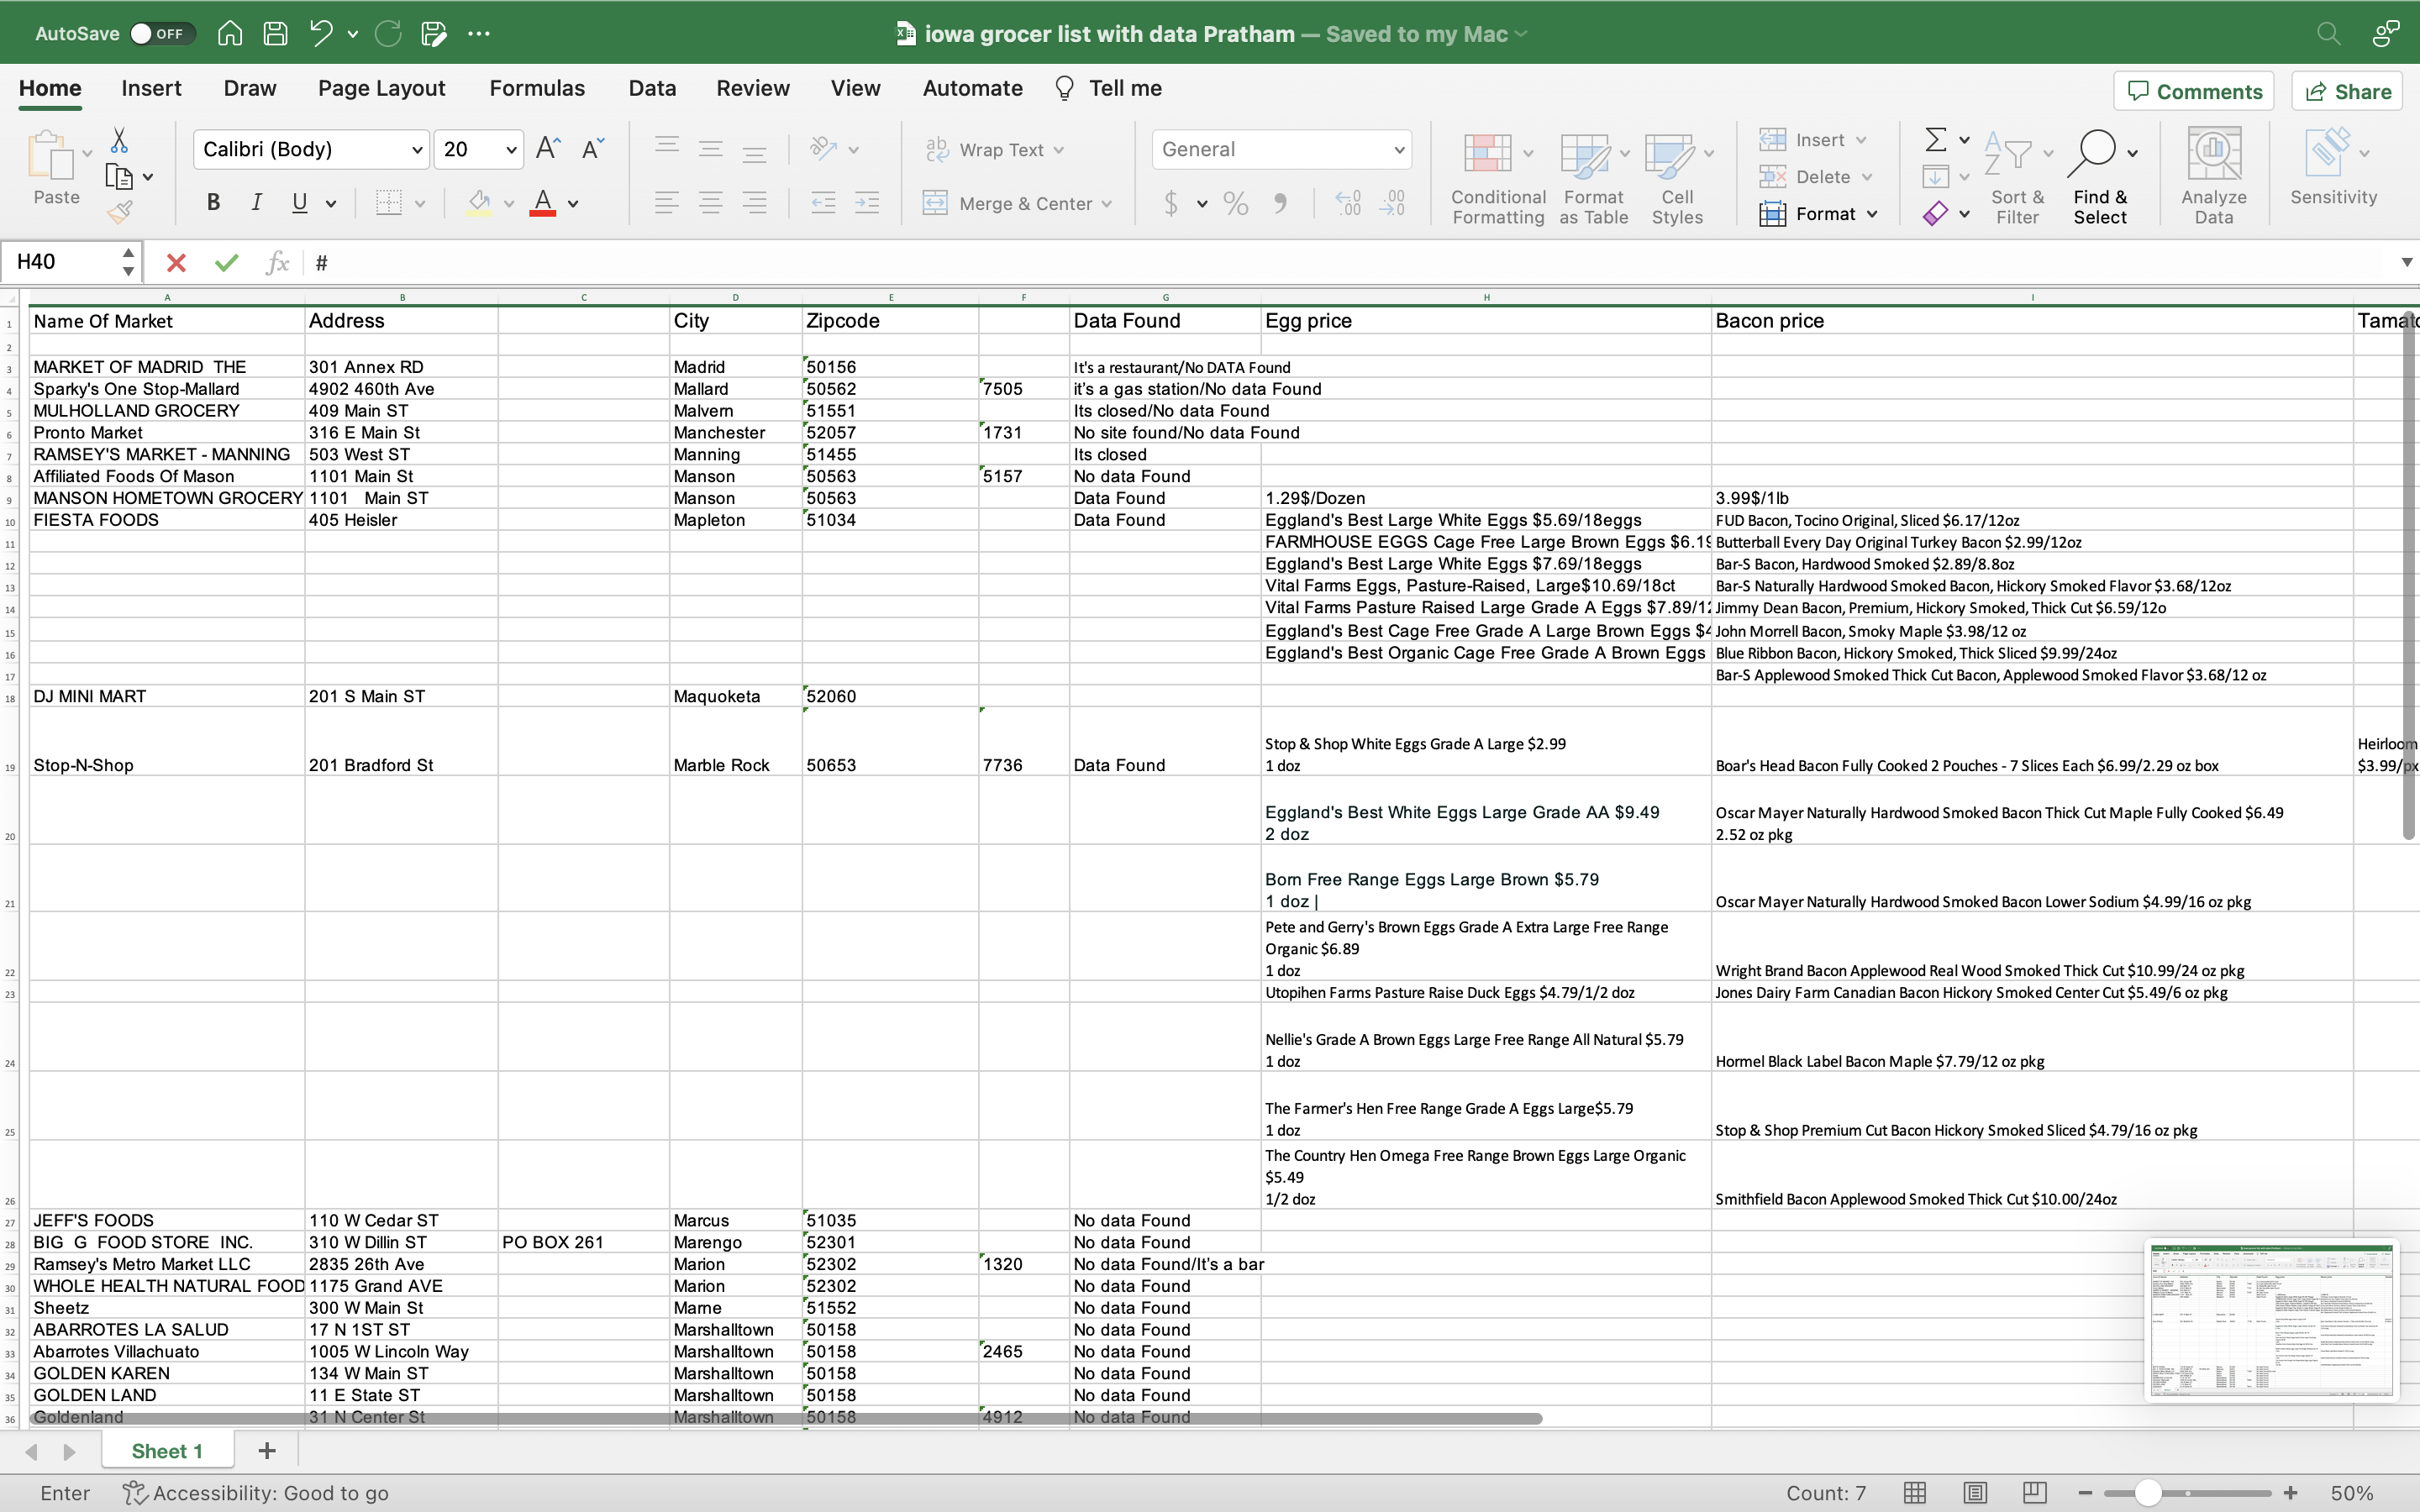 AutoSave OFF iowa grocer list with data Pratham — Saved to my Mac
Home Insert Draw Page Layout Formulas Data Review View Automate Tell me Comments Share
Paste Calibri (Body) 20 Wrap Text General Conditional Formatting Format as Table Cell Styles Insert Sort & Filter Find & Select Analyze Data Sensitivity
B I U Merge & Center $ % Delete Format
H40 fx #
A B C D E F G H I
1 Name Of Market Address City Zipcode Data Found Egg price Bacon price Tamat
2
3 MARKET OF MADRID THE 301 Annex RD Madrid 50156 It's a restaurant/No DATA Found
4 Sparky's One Stop-Mallard 4902 460th Ave Mallard 50562 7505 it's a gas station/No data Found
5 MULHOLLAND GROCERY 409 Main ST Malvern 51551 Its closed/No data Found
6 Pronto Market 316 E Main St Manchester 52057 1731 No site found/No data Found
7 RAMSEY'S MARKET - MANNING 503 West ST Manning 51455 Its closed
8 Affiliated Foods Of Mason 1101 Main St Manson 50563 5157 No data Found
9 MANSON HOMETOWN GROCERY 1101 Main ST Manson 50563 Data Found 1.29$/Dozen 3.99$/1lb
10 FIESTA FOODS 405 Heisler Mapleton 51034 Data Found Eggland's Best Large White Eggs $5.69/18eggs FUD Bacon, Tocino Original, Sliced $6.17/12oz
11 FARMHOUSE EGGS Cage Free Large Brown Eggs $6.19 Butterball Every Day Original Turkey Bacon $2.99/12oz
12 Eggland's Best Large White Eggs $7.69/18eggs Bar-S Bacon, Hardwood Smoked $2.89/8.8oz
13 Vital Farms Eggs, Pasture-Raised, Large$10.69/18ct Bar-S Naturally Hardwood Smoked Bacon, Hickory Smoked Flavor $3.68/12oz
14 Vital Farms Pasture Raised Large Grade A Eggs $7.89/12 Jimmy Dean Bacon, Premium, Hickory Smoked, Thick Cut $6.59/12o
15 Eggland's Best Cage Free Grade A Large Brown Eggs $4 John Morrell Bacon, Smoky Maple $3.98/12 oz
16 Eggland's Best Organic Cage Free Grade A Brown Eggs Blue Ribbon Bacon, Hickory Smoked, Thick Sliced $9.99/24oz
17 Bar-S Applewood Smoked Thick Cut Bacon, Applewood Smoked Flavor $3.68/12 oz
18 DJ MINI MART 201 S Main ST Maquoketa 52060
Stop & Shop White Eggs Grade A Large $2.99 Heirloom
19 Stop-N-Shop 201 Bradford St Marble Rock 50653 7736 Data Found 1 doz Boar's Head Bacon Fully Cooked 2 Pouches - 7 Slices Each $6.99/2.29 oz box $3.99/px
Eggland's Best White Eggs Large Grade AA $9.49 Oscar Mayer Naturally Hardwood Smoked Bacon Thick Cut Maple Fully Cooked $6.49
20 2 doz 2.52 oz pkg
Born Free Range Eggs Large Brown $5.79
21 1 doz | Oscar Mayer Naturally Hardwood Smoked Bacon Lower Sodium $4.99/16 oz pkg
Pete and Gerry's Brown Eggs Grade A Extra Large Free Range
Organic $6.89
22 1 doz Wright Brand Bacon Applewood Real Wood Smoked Thick Cut $10.99/24 oz pkg
23 Utopihen Farms Pasture Raise Duck Eggs $4.79/1/2 doz Jones Dairy Farm Canadian Bacon Hickory Smoked Center Cut $5.49/6 oz pkg
Nellie's Grade A Brown Eggs Large Free Range All Natural $5.79
24 1 doz Hormel Black Label Bacon Maple $7.79/12 oz pkg
The Farmer's Hen Free Range Grade A Eggs Large$5.79
25 1 doz Stop & Shop Premium Cut Bacon Hickory Smoked Sliced $4.79/16 oz pkg
The Country Hen Omega Free Range Brown Eggs Large Organic
$5.49
26 1/2 doz Smithfield Bacon Applewood Smoked Thick Cut $10.00/24oz
27 JEFF'S FOODS 110 W Cedar ST Marcus 51035 No data Found
28 BIG G FOOD STORE INC. 310 W Dillin ST PO BOX 261 Marengo 52301 No data Found
29 Ramsey's Metro Market LLC 2835 26th Ave Marion 52302 1320 No data Found/It's a bar
30 WHOLE HEALTH NATURAL FOOD 1175 Grand AVE Marion 52302 No data Found
31 Sheetz 300 W Main St Marne 51552 No data Found
32 ABARROTES LA SALUD 17 N 1ST ST Marshalltown 50158 No data Found
33 Abarrotes Villachuato 1005 W Lincoln Way Marshalltown 50158 2465 No data Found
34 GOLDEN KAREN 134 W Main ST Marshalltown 50158 No data Found
35 GOLDEN LAND 11 E State ST Marshalltown 50158 No data Found
36 Goldenland 31 N Center St Marshalltown 50158 4912 No data Found
Sheet 1 +
Enter Accessibility: Good to go Count: 7 50%